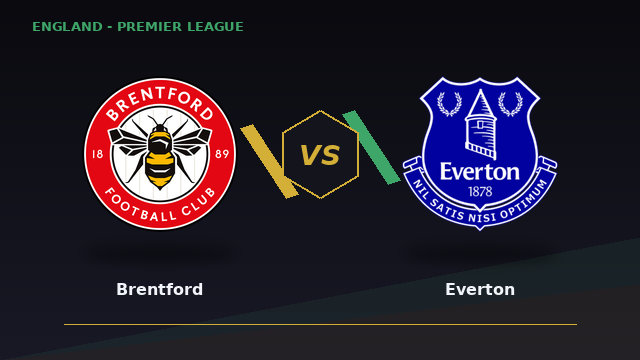 ENGLAND - PREMIER LEAGUE
BRENTFORD
18 89
FOOTBALL CLUB
VS
Everton
1878
NIL SATIS NISI OPTIMUM
Brentford
Everton